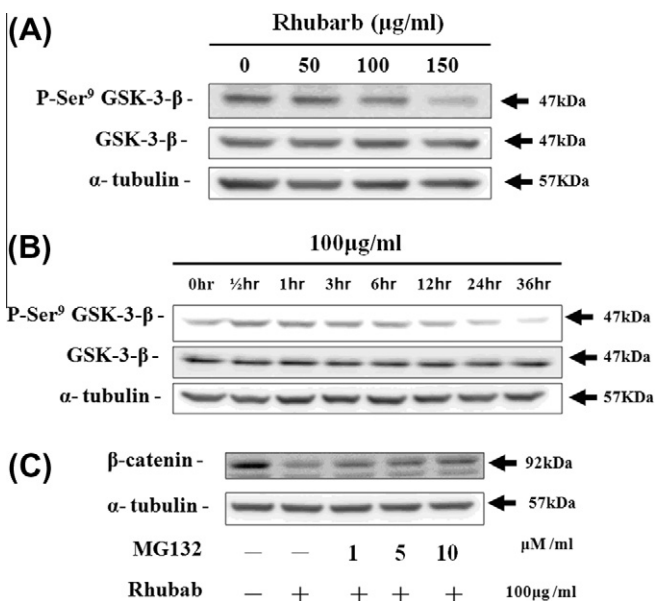 (A)
Rhubarb (µg/ml)
0 50 100 150
P-Ser⁹ GSK-3-β - 47kDa
GSK-3-β - 47kDa
α- tubulin - 57KDa
(B)
100µg/ml
0hr ½hr 1hr 3hr 6hr 12hr 24hr 36hr
P-Ser⁹ GSK-3-β - 47kDa
GSK-3-β - 47kDa
α- tubulin - 57KDa
(C)
β-catenin - 92kDa
α- tubulin - 57kDa
MG132 — — 1 5 10 µM /ml
Rhubab — + + + + 100µg /ml